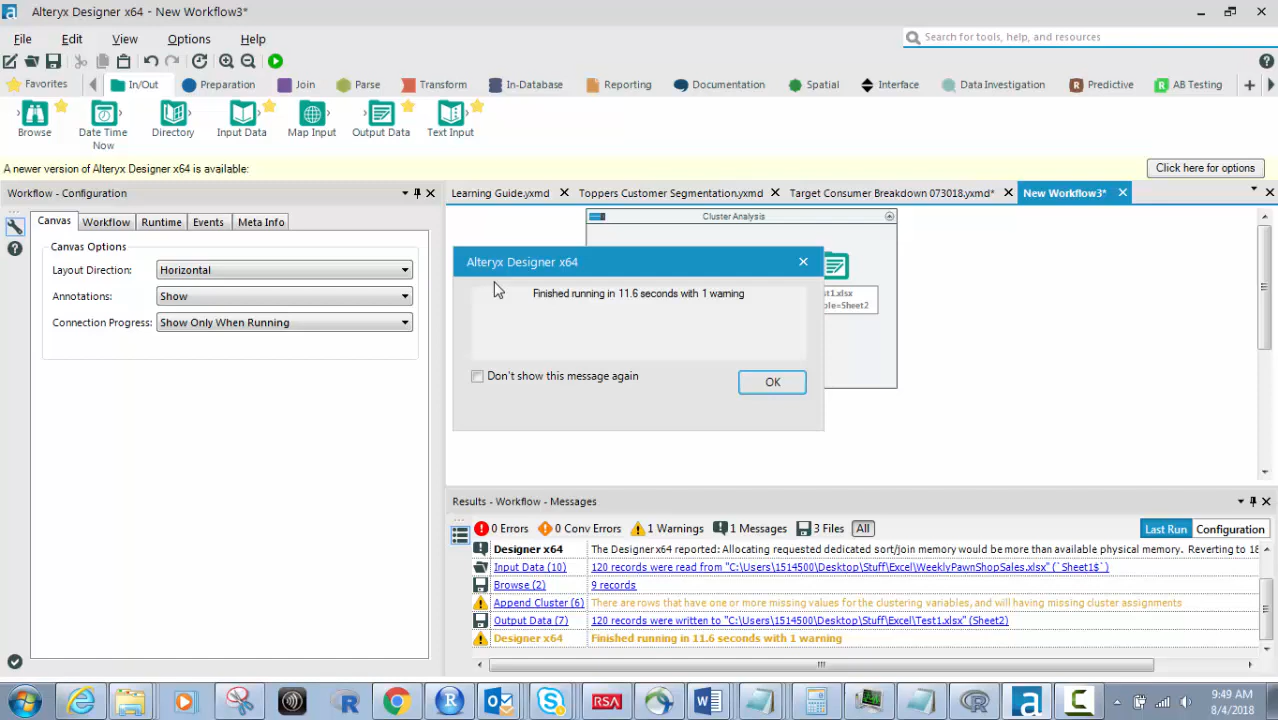 Alteryx Designer x64 - New Workflow3*
File Edit View Options Help
Search for tools, help, and resources
Favorites In/Out Preparation Join Parse Transform In-Database Reporting Documentation Spatial Interface Data Investigation Predictive AB Testing
Browse Date Time Now Directory Input Data Map Input Output Data Text Input
A newer version of Alteryx Designer x64 is available:
Click here for options
Workflow - Configuration
Learning Guide.yxmd Toppers Customer Segmentation.yxmd Target Consumer Breakdown 073018.yxmd* New Workflow3*
Canvas Workflow Runtime Events Meta Info
Canvas Options
Layout Direction: Horizontal
Annotations: Show
Connection Progress: Show Only When Running
Cluster Analysis
st1.xlsx
ble=Sheet2
Alteryx Designer x64
Finished running in 11.6 seconds with 1 warning
Don't show this message again
OK
Results - Workflow - Messages
0 Errors 0 Conv Errors 1 Warnings 1 Messages 3 Files All Last Run Configuration
Designer x64 The Designer x64 reported: Allocating requested dedicated sort/join memory would be more than available physical memory. Reverting to 18
Input Data (10) 120 records were read from "C:\Users\1514500\Desktop\Stuff\Excel\WeeklyPawnShopSales.xlsx" (`Sheet1$`)
Browse (2) 9 records
Append Cluster (6) There are rows that have one or more missing values for the clustering variables, and will having missing cluster assignments
Output Data (7) 120 records were written to "C:\Users\1514500\Desktop\Stuff\Excel\Test1.xlsx" (Sheet2)
Designer x64 Finished running in 11.6 seconds with 1 warning
RSA
9:49 AM
8/4/2018